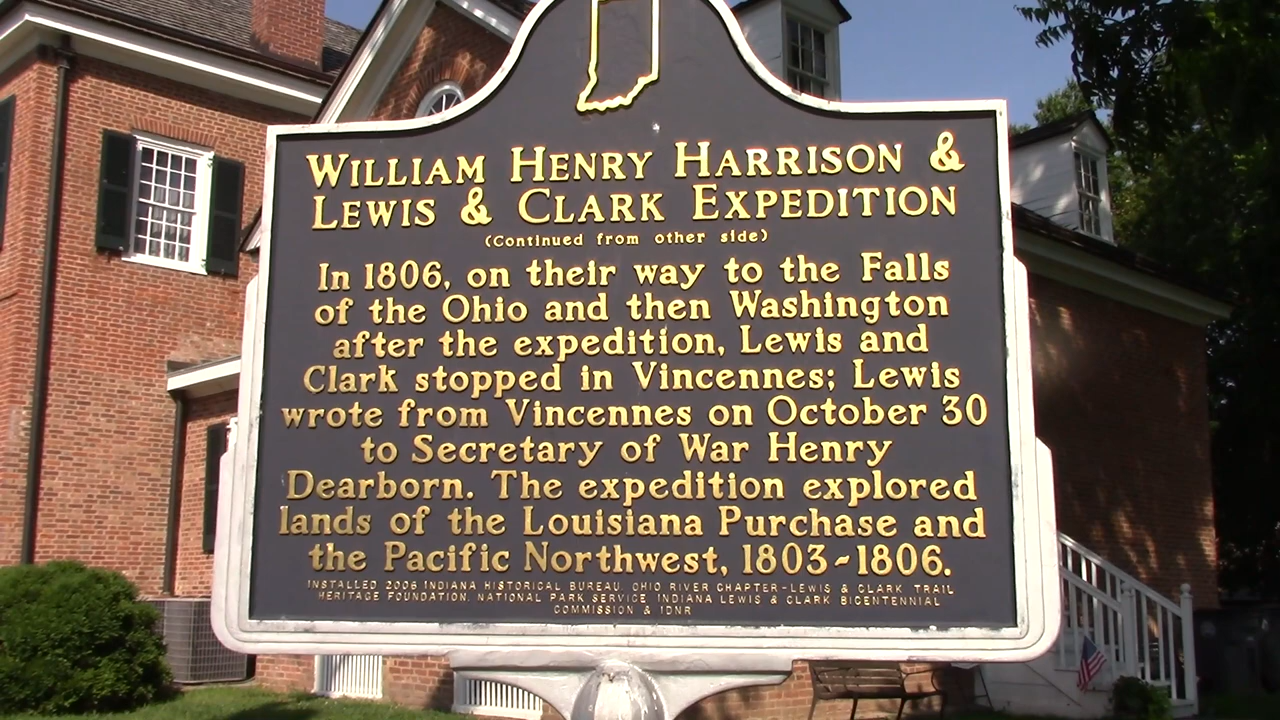 WILLIAM HENRY HARRISON &
LEWIS & CLARK EXPEDITION
(Continued from other side)
In 1806, on their way to the Falls
of the Ohio and then Washington
after the expedition, Lewis and
Clark stopped in Vincennes; Lewis
wrote from Vincennes on October 30
to Secretary of War Henry
Dearborn. The expedition explored
lands of the Louisiana Purchase and
the Pacific Northwest, 1803-1806.
INSTALLED 2006 INDIANA HISTORICAL BUREAU, OHIO RIVER CHAPTER-LEWIS & CLARK TRAIL
HERITAGE FOUNDATION, NATIONAL PARK SERVICE INDIANA LEWIS & CLARK BICENTENNIAL
COMMISSION & IDNR